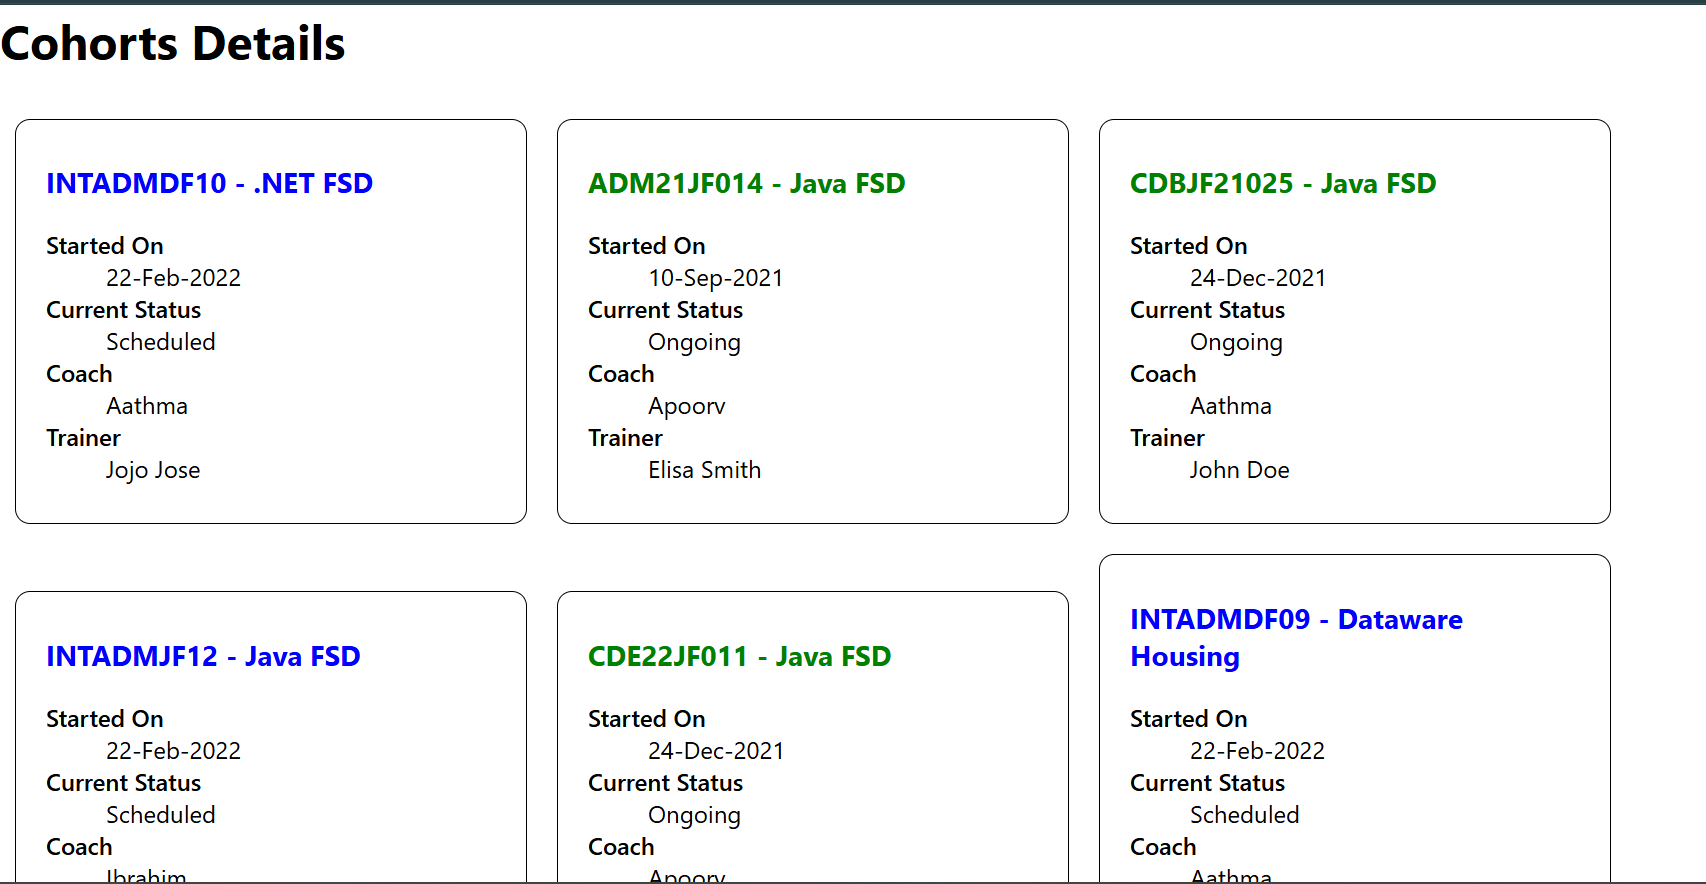 Cohorts Details
INTADMDF10 - .NET FSD
Started On
22-Feb-2022
Current Status
Scheduled
Coach
Aathma
Trainer
Jojo Jose
ADM21JF014 - Java FSD
Started On
10-Sep-2021
Current Status
Ongoing
Coach
Apoorv
Trainer
Elisa Smith
CDBJF21025 - Java FSD
Started On
24-Dec-2021
Current Status
Ongoing
Coach
Aathma
Trainer
John Doe
INTADMJF12 - Java FSD
Started On
22-Feb-2022
Current Status
Scheduled
Coach
Ibrahim
CDE22JF011 - Java FSD
Started On
24-Dec-2021
Current Status
Ongoing
Coach
Apoorv
INTADMDF09 - Dataware
Housing
Started On
22-Feb-2022
Current Status
Scheduled
Coach
Aathma